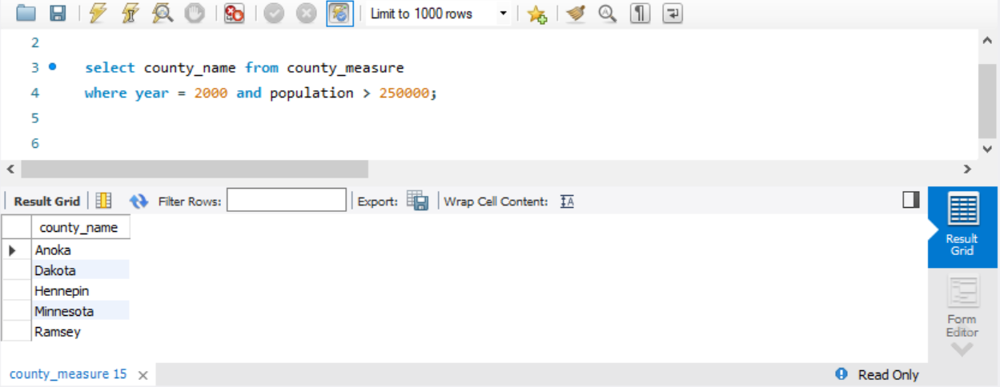 Limit to 1000 rows
2
3 select county_name from county_measure
4 where year = 2000 and population > 250000;
5
6
Result Grid Filter Rows: Export: Wrap Cell Content: IA
county_name
Anoka
Dakota
Hennepin
Minnesota
Ramsey
Result
Grid
Form
Editor
county_measure 15 ×
Read Only